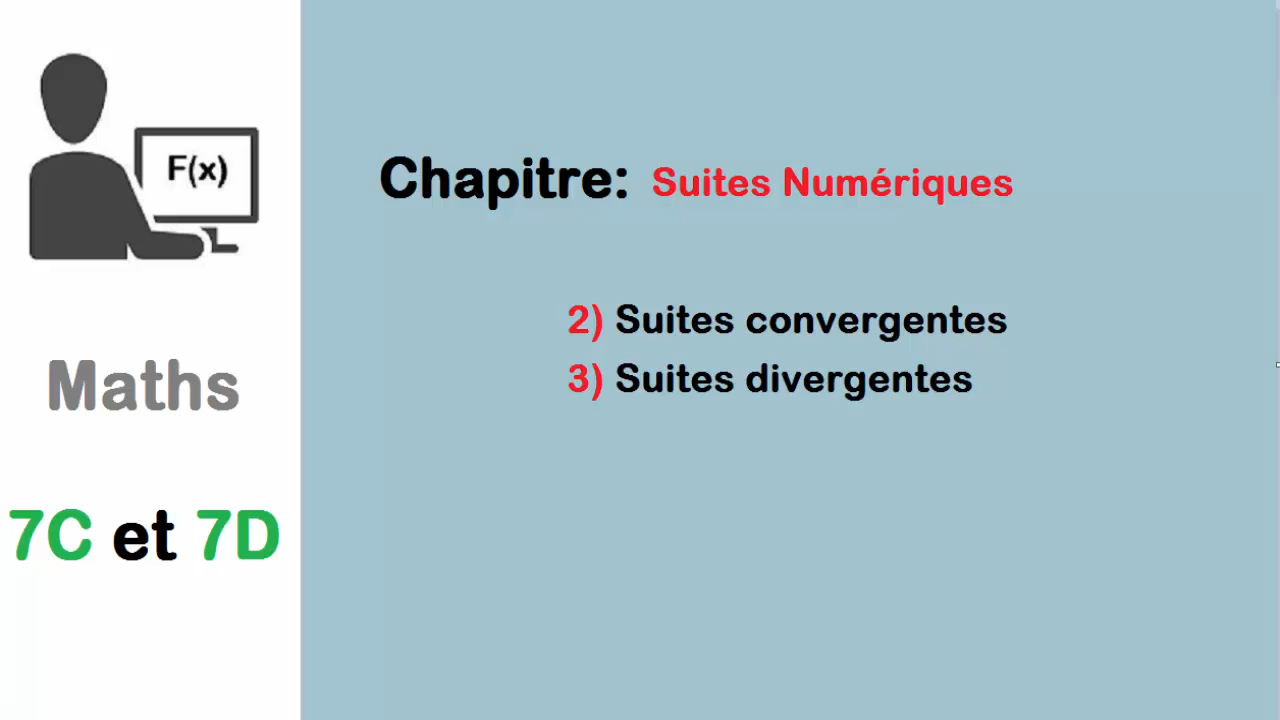 F(x)
Maths
7C et 7D
Chapitre: Suites Numériques
2) Suites convergentes
3) Suites divergentes